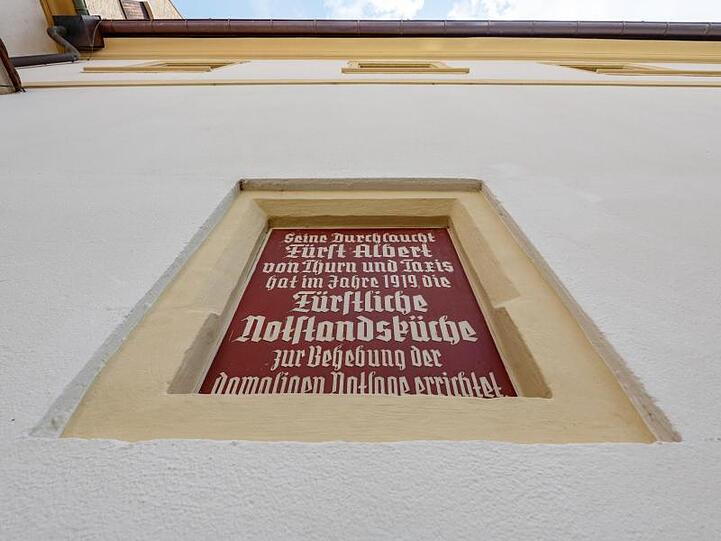 Seine Durchlaucht
Fürst Albert
von Thurn und Taxis
hat im Jahre 1919 die
Fürstliche
Notstandsküche
zur Behebung der
damaligen Notlage errichtet.